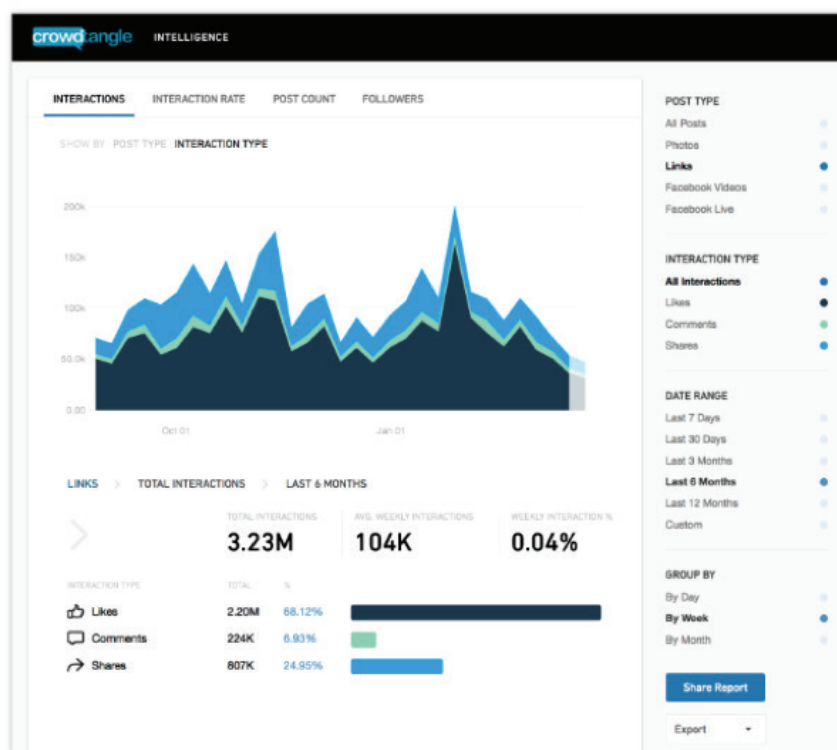 crowdtangle INTELLIGENCE
INTERACTIONS INTERACTION RATE POST COUNT FOLLOWERS
SHOW BY POST TYPE INTERACTION TYPE
200k
150k
100k
50.0k
0.00
Oct 01 Jan 01
LINKS > TOTAL INTERACTIONS > LAST 6 MONTHS
TOTAL INTERACTIONS AVG. WEEKLY INTERACTIONS WEEKLY INTERACTION %
3.23M 104K 0.04%
INTERACTION TYPE TOTAL %
Likes 2.20M 68.12%
Comments 224K 6.93%
Shares 807K 24.95%
POST TYPE
All Posts
Photos
Links
Facebook Videos
Facebook Live
INTERACTION TYPE
All Interactions
Likes
Comments
Shares
DATE RANGE
Last 7 Days
Last 30 Days
Last 3 Months
Last 6 Months
Last 12 Months
Custom
GROUP BY
By Day
By Week
By Month
Share Report
Export